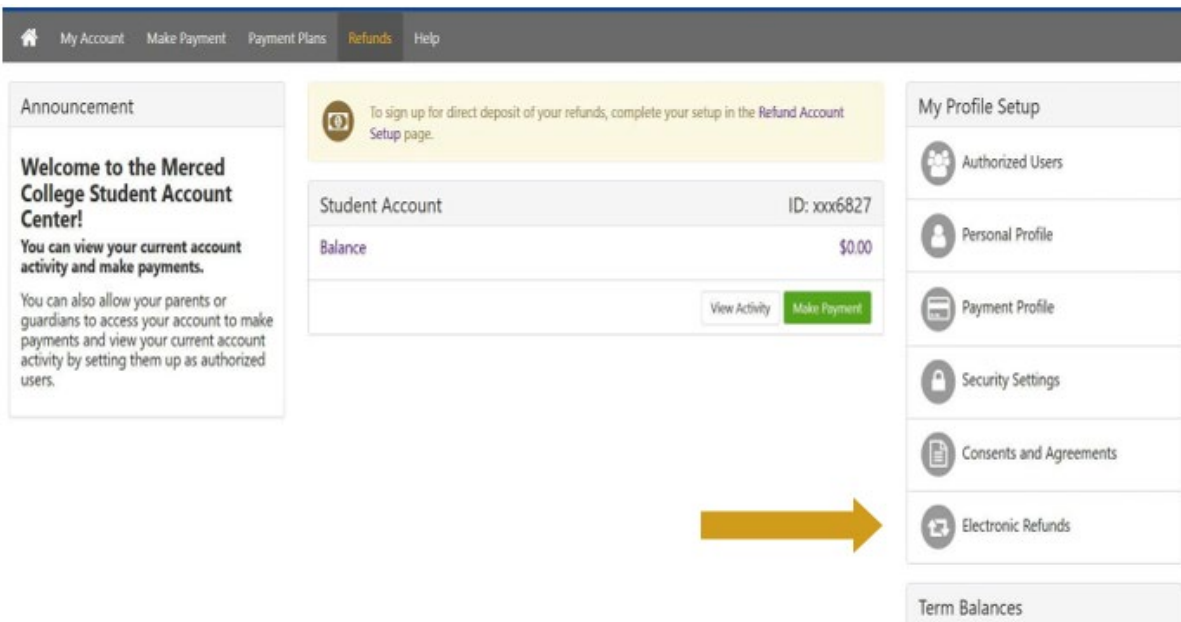 My Account Make Payment Payment Plans Refunds Help
Announcement
Welcome to the Merced
College Student Account
Center!
You can view your current account
activity and make payments.
You can also allow your parents or
guardians to access your account to make
payments and view your current account
activity by setting them up as authorized
users.
To sign up for direct deposit of your refunds, complete your setup in the Refund Account
Setup page.
Student Account ID: xxx6827
Balance $0.00
View Activity Make Payment
My Profile Setup
Authorized Users
Personal Profile
Payment Profile
Security Settings
Consents and Agreements
Electronic Refunds
Term Balances